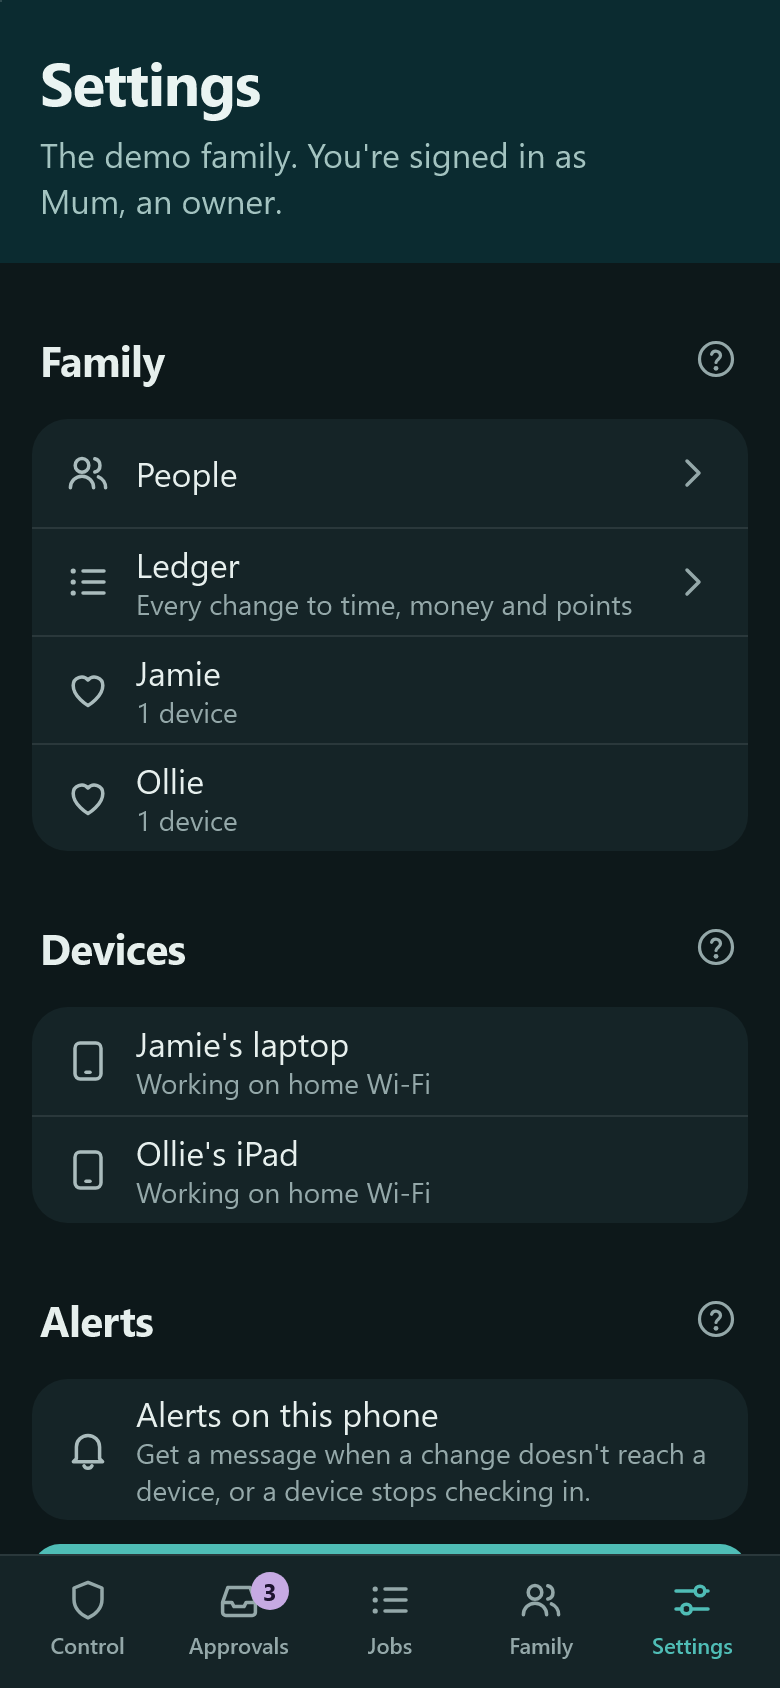 Settings
The demo family. You're signed in as
Mum, an owner.
Family
People
Ledger
Every change to time, money and points
Jamie
1 device
Ollie
1 device
Devices
Jamie's laptop
Working on home Wi-Fi
Ollie's iPad
Working on home Wi-Fi
Alerts
Alerts on this phone
Get a message when a change doesn't reach a
device, or a device stops checking in.
3
Control
Approvals
Jobs
Family
Settings